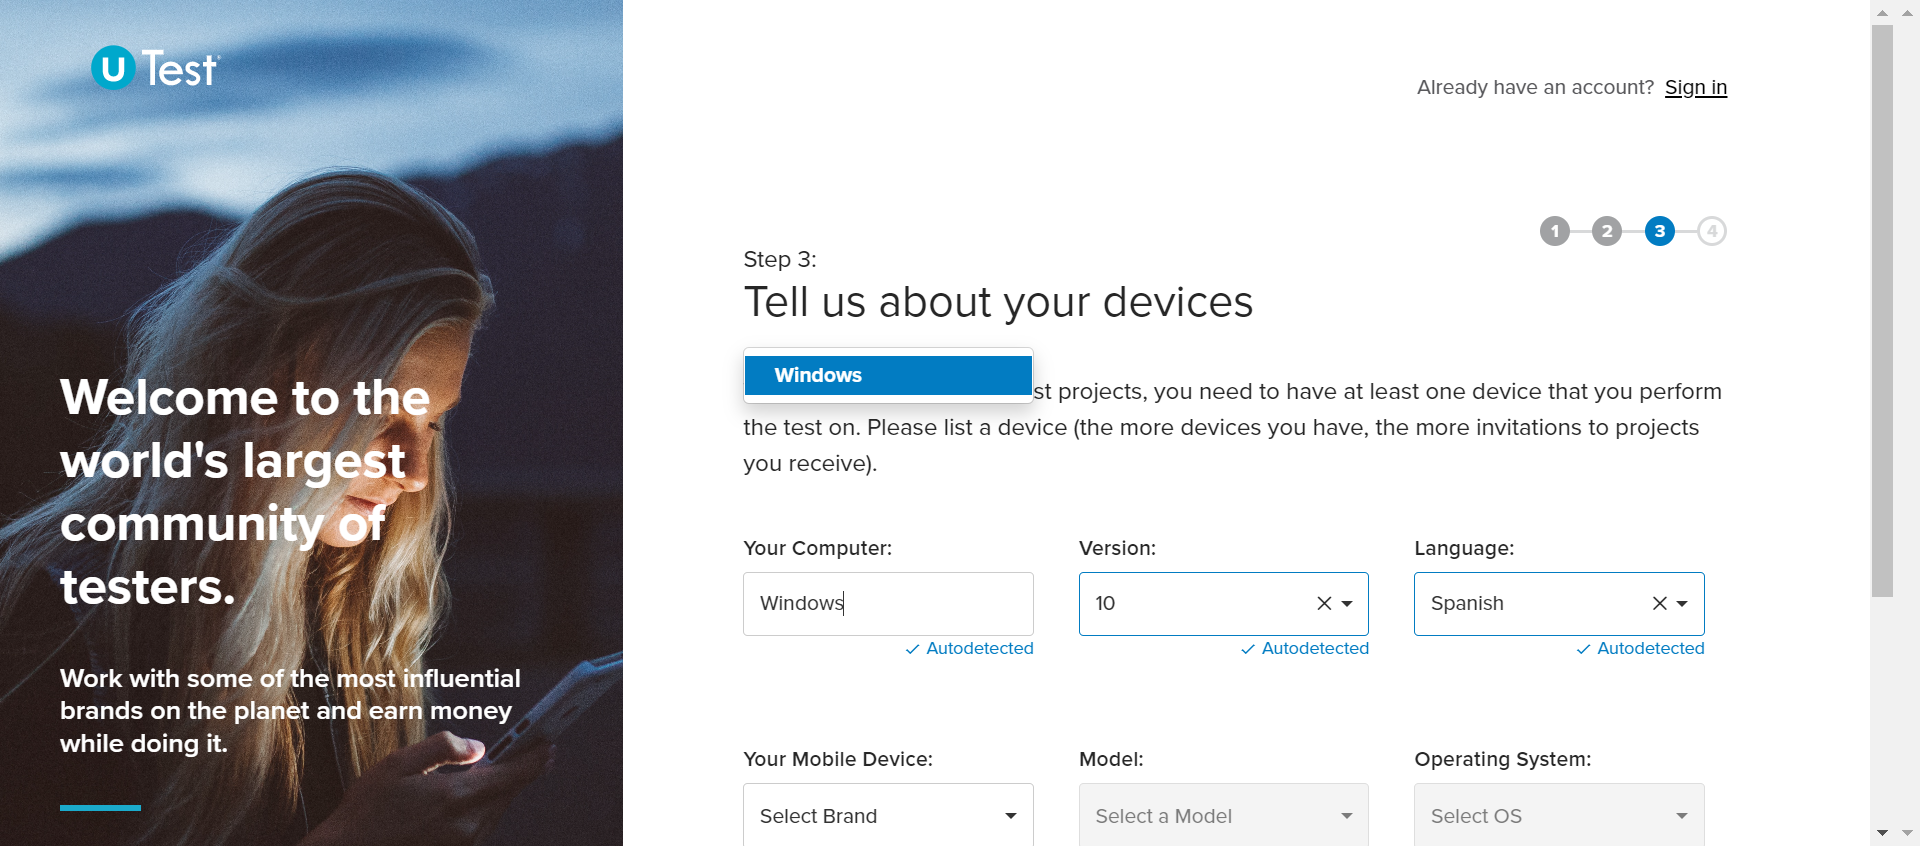 uTest
Already have an account? Sign in
1 2 3 4
Step 3:
Tell us about your devices
Windows
st projects, you need to have at least one device that you perform
the test on. Please list a device (the more devices you have, the more invitations to projects
you receive).
Your Computer:
Version:
Language:
Windows
10
Spanish
Autodetected
Autodetected
Autodetected
Your Mobile Device:
Model:
Operating System:
Select Brand
Select a Model
Select OS
Welcome to the
world's largest
community of
testers.
Work with some of the most influential
brands on the planet and earn money
while doing it.